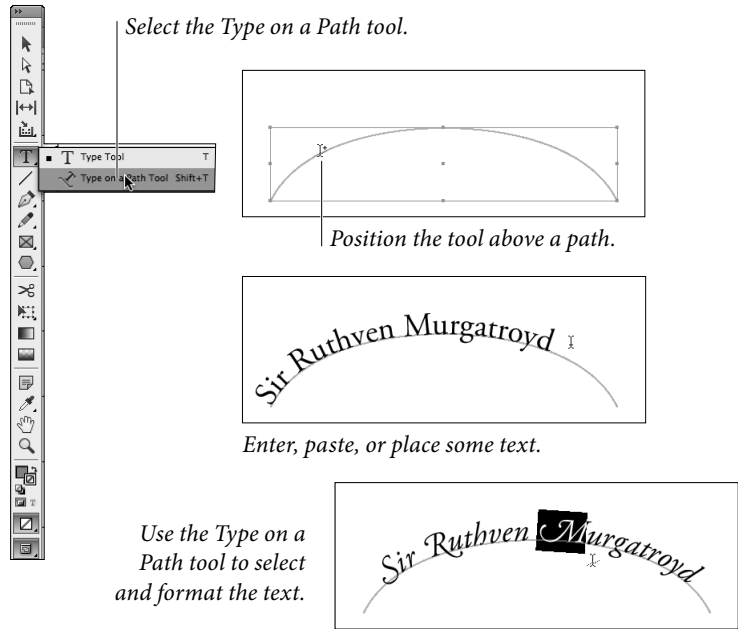 Select the Type on a Path tool.
T Type Tool T
Type on a Path Tool Shift+T
Position the tool above a path.
Sir Ruthven Murgatroyd
Enter, paste, or place some text.
Use the Type on a
Path tool to select
and format the text.
Sir Ruthven Murgatroyd